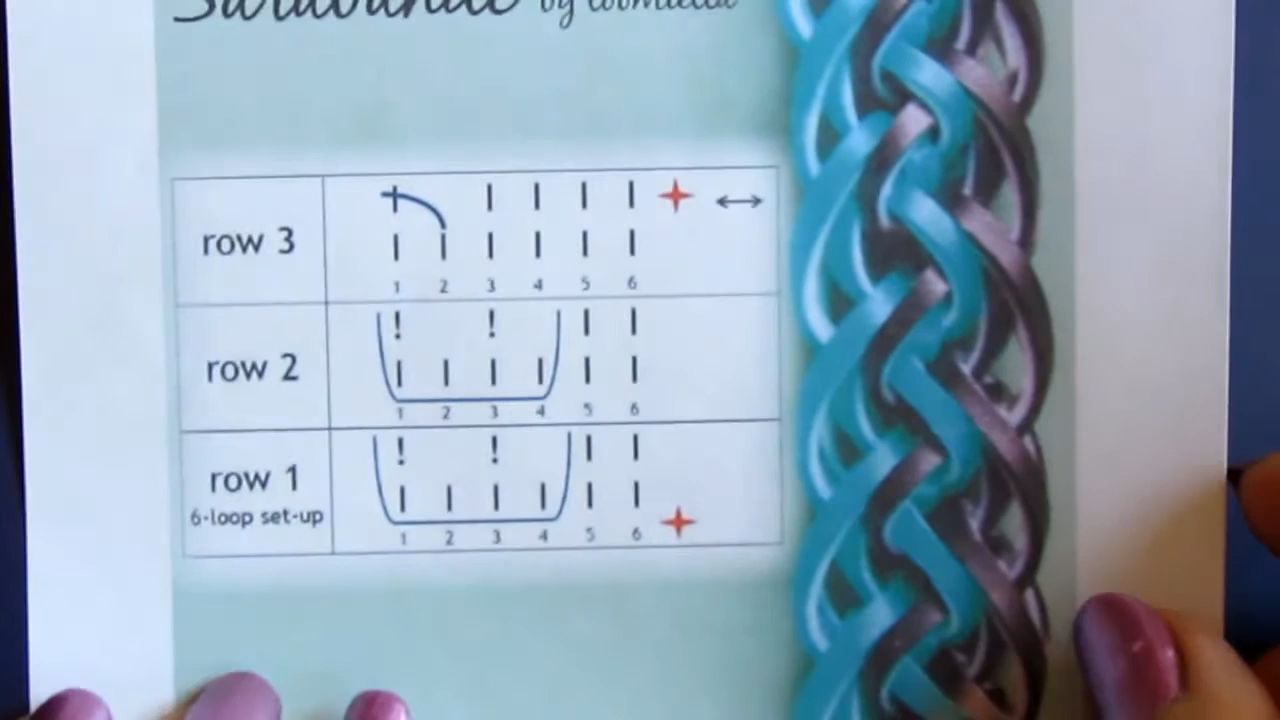 by
row 3
1 2 3 4 5 6
! !
row 2
1 2 3 4 5 6
! !
row 1
6-loop set-up
1 2 3 4 5 6